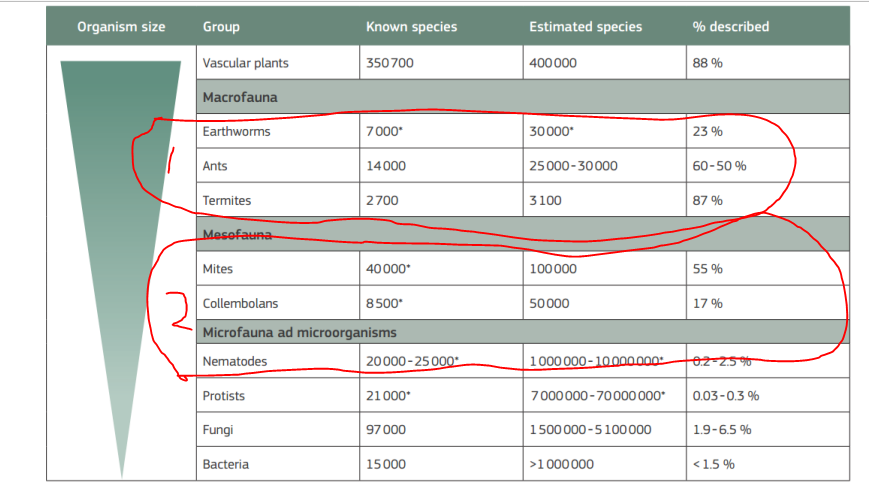 Organism size Group Known species Estimated species % described
Vascular plants 350 700 400 000 88 %
Macrofauna
Earthworms 7 000* 30 000* 23 %
Ants 14 000 25 000 - 30 000 60 - 50 %
Termites 2 700 3 100 87 %
Mesofauna
Mites 40 000* 100 000 55 %
Collembolans 8 500* 50 000 17 %
Microfauna ad microorganisms
Nematodes 20 000 - 25 000* 1 000 000 - 10 000 000* 0.2 - 2.5 %
Protists 21 000* 7 000 000 - 70 000 000* 0.03 - 0.3 %
Fungi 97 000 1 500 000 - 5 100 000 1.9 - 6.5 %
Bacteria 15 000 >1 000 000 < 1.5 %
1
2